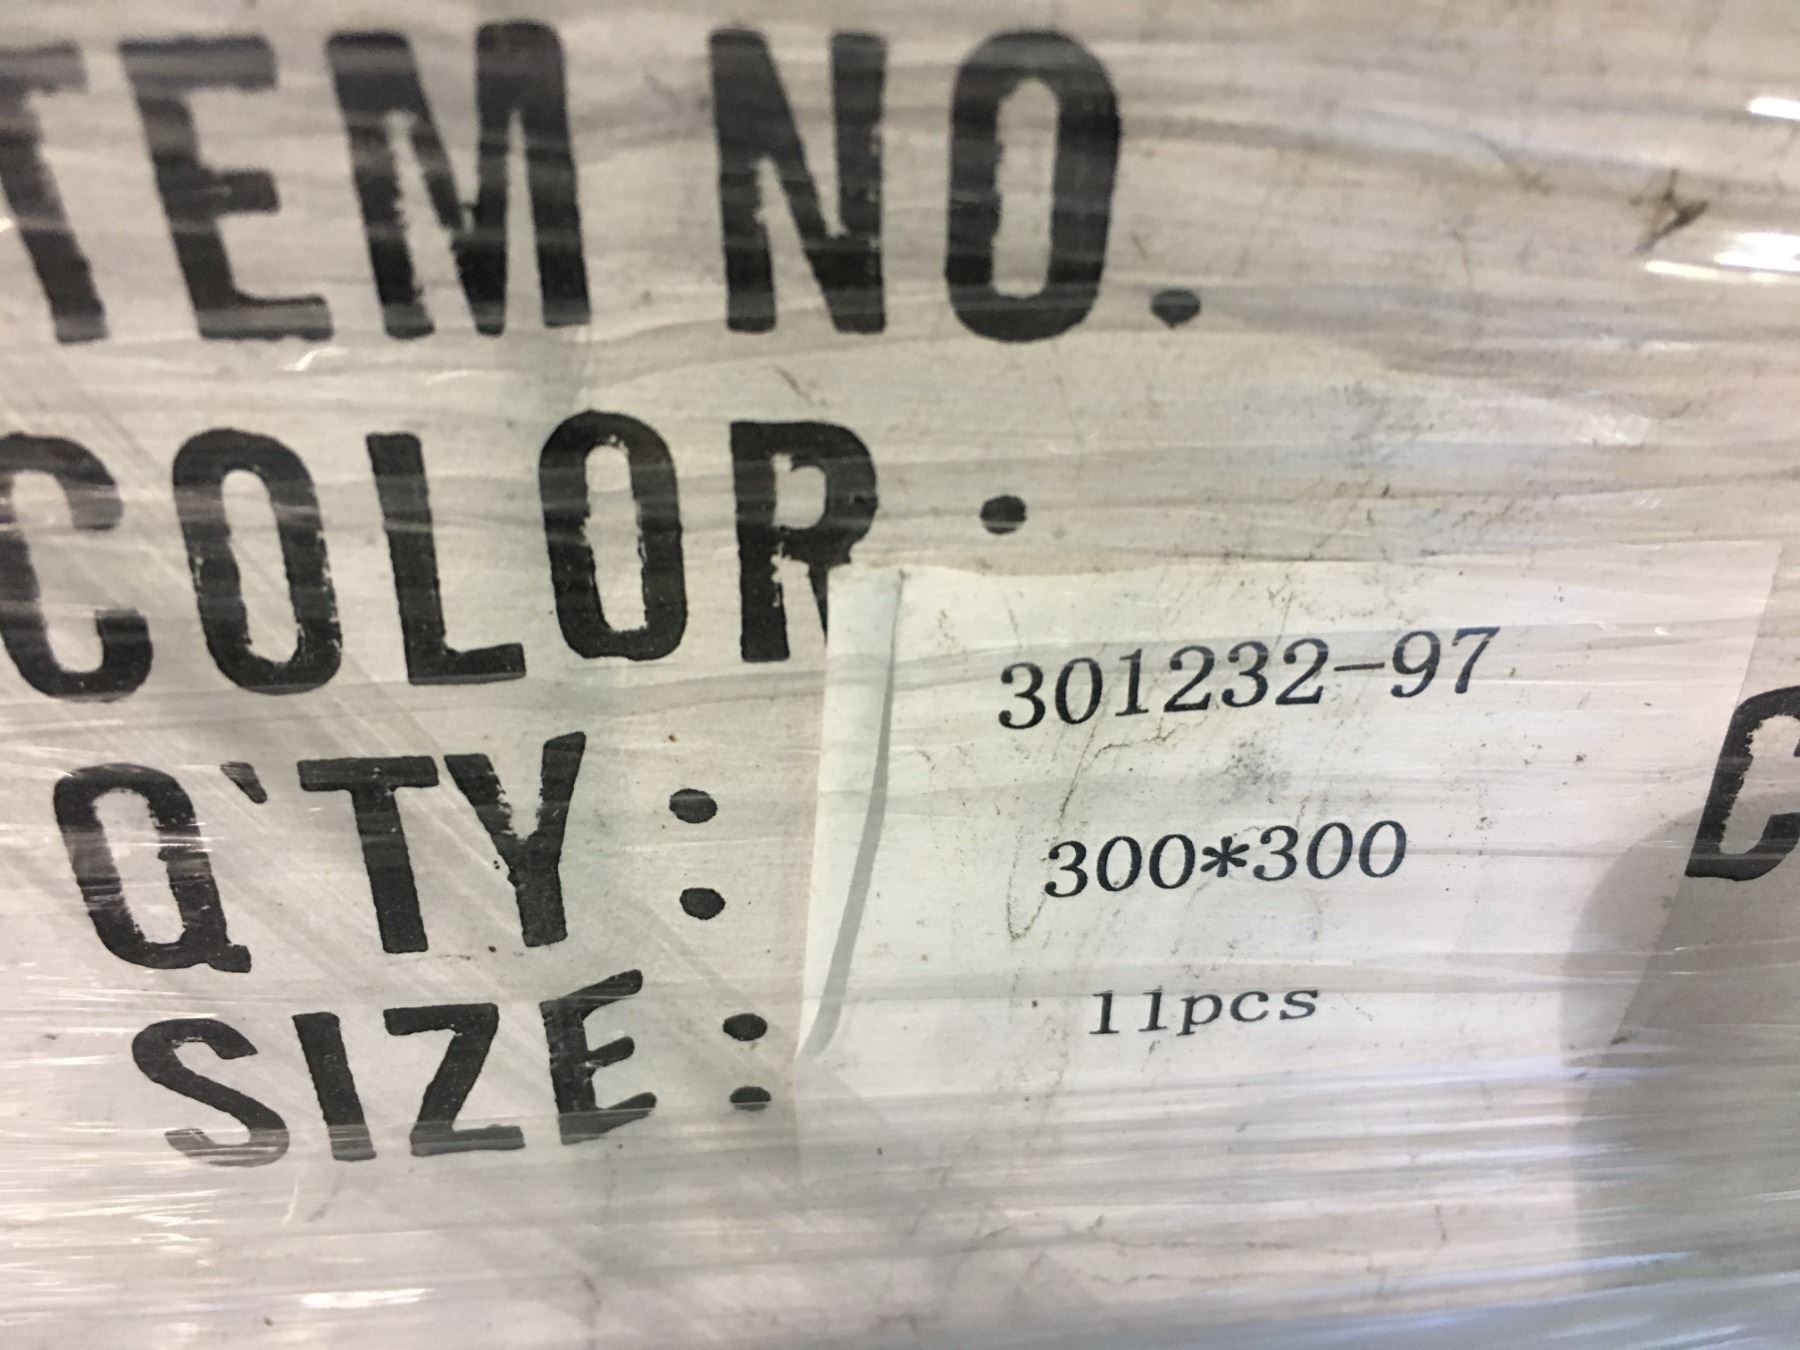 TEM NO.
COLOR:
301232-97
Q'TY:
300*300
SIZE:
11pcs
C